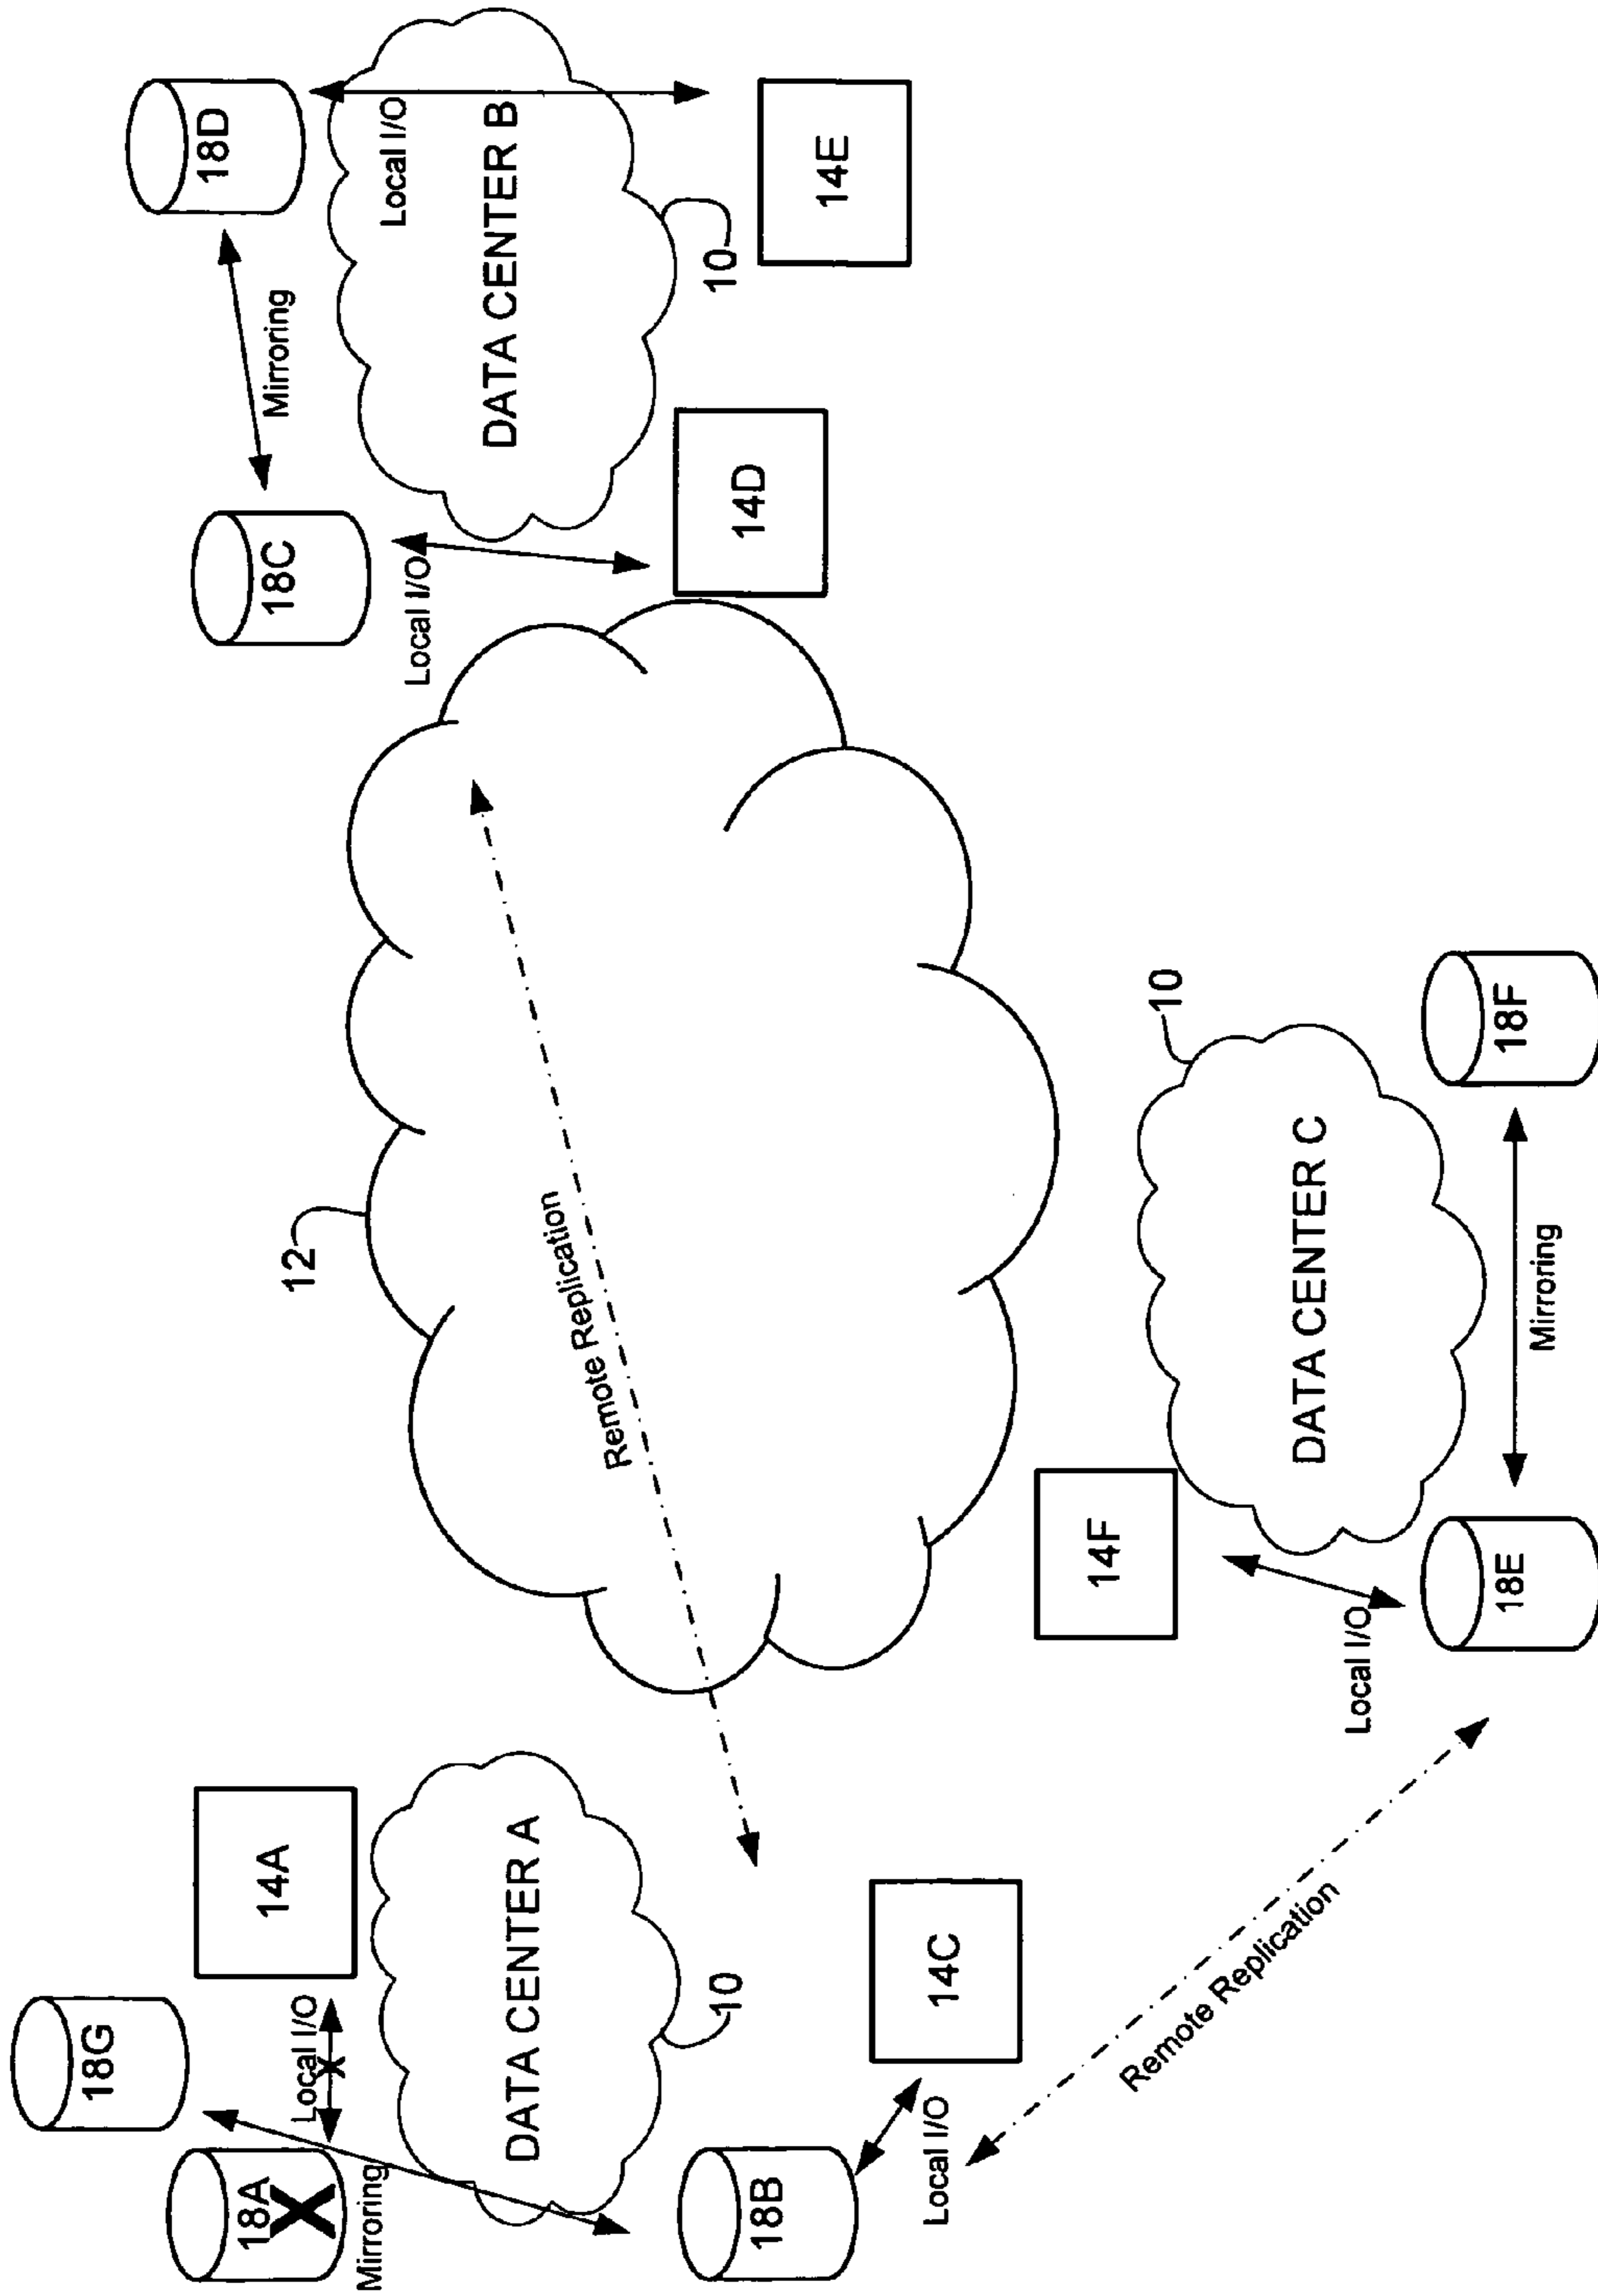 18G
18A
X
Mirroring
Local I/O
X
14A
DATA CENTER A
10
18B
Local I/O
14C
Remote Replication
12
Remote Replication
18C
Mirroring
18D
Local I/O
14D
Local I/O
DATA CENTER B
10
14E
14F
Local I/O
DATA CENTER C
10
18E
Mirroring
18F